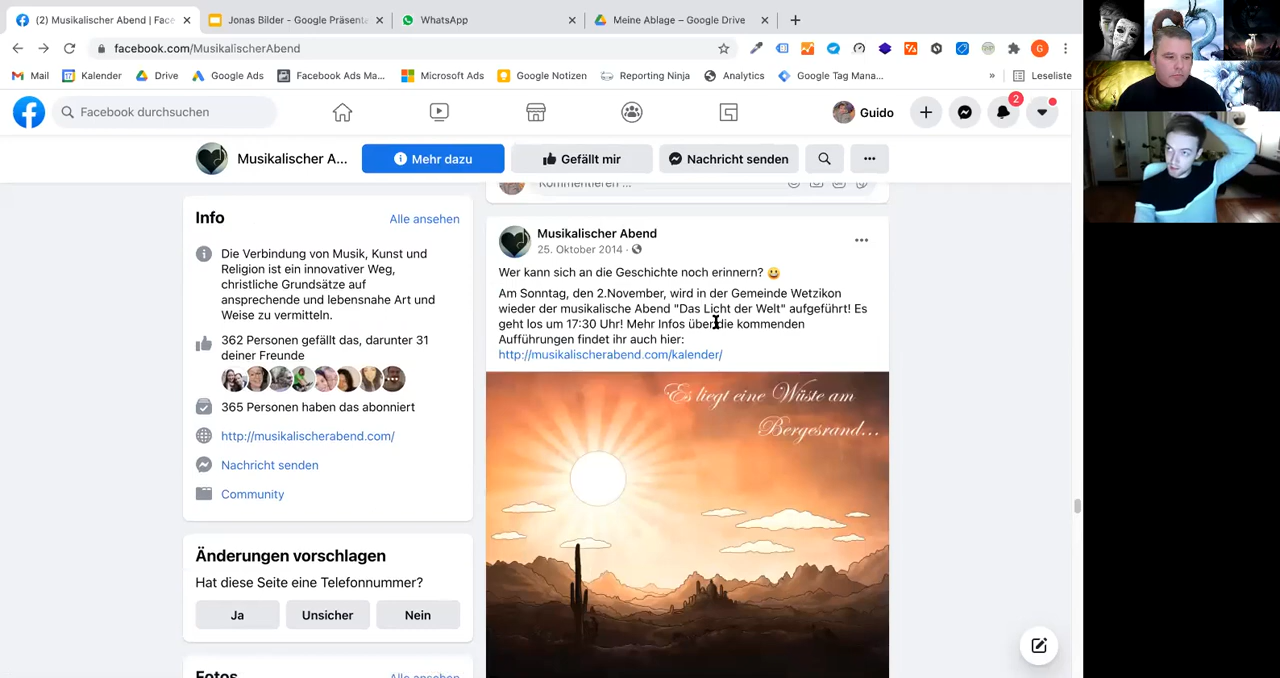 (2) Musikalischer Abend | Face
Jonas Bilder - Google Präsent
WhatsApp
Meine Ablage – Google Drive
facebook.com/MusikalischerAbend
G
Mail
Kalender
Drive
Google Ads
Facebook Ads Ma...
Microsoft Ads
Google Notizen
Reporting Ninja
Analytics
Google Tag Mana...
»
Leseliste
Facebook durchsuchen
Guido
2
Musikalischer A...
Mehr dazu
Gefällt mir
Nachricht senden
Kommentieren ...
Info
Alle ansehen
Die Verbindung von Musik, Kunst und
Religion ist ein innovativer Weg,
christliche Grundsätze auf
ansprechende und lebensnahe Art und
Weise zu vermitteln.
362 Personen gefällt das, darunter 31
deiner Freunde
365 Personen haben das abonniert
http://musikalischerabend.com/
Nachricht senden
Community
Änderungen vorschlagen
Hat diese Seite eine Telefonnummer?
Ja
Unsicher
Nein
Fotos
Alle ansehen
Musikalischer Abend
25. Oktober 2014 ·
Wer kann sich an die Geschichte noch erinnern? 😀
Am Sonntag, den 2.November, wird in der Gemeinde Wetzikon
wieder der musikalische Abend "Das Licht der Welt" aufgeführt! Es
geht los um 17:30 Uhr! Mehr Infos über die kommenden
Aufführungen findet ihr auch hier:
http://musikalischerabend.com/kalender/
Es liegt eine Wüste am
Bergesrand...